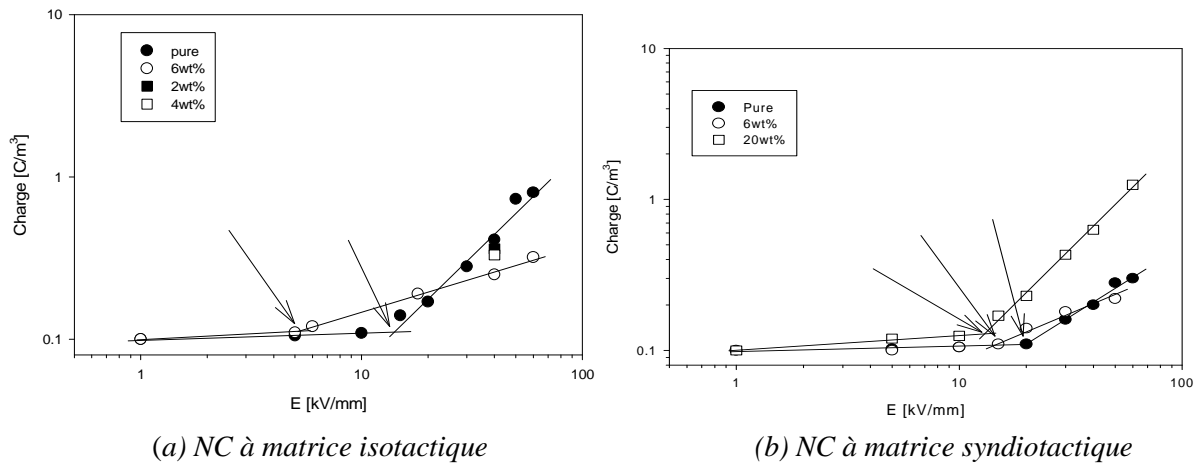 10
1
0.1
Charge [C/m³]
pure
6wt%
2wt%
4wt%
1
10
100
E [kV/mm]
(a) NC à matrice isotactique
10
1
0.1
Charge [C/m³]
Pure
6wt%
20wt%
1
10
100
E [kV/mm]
(b) NC à matrice syndiotactique